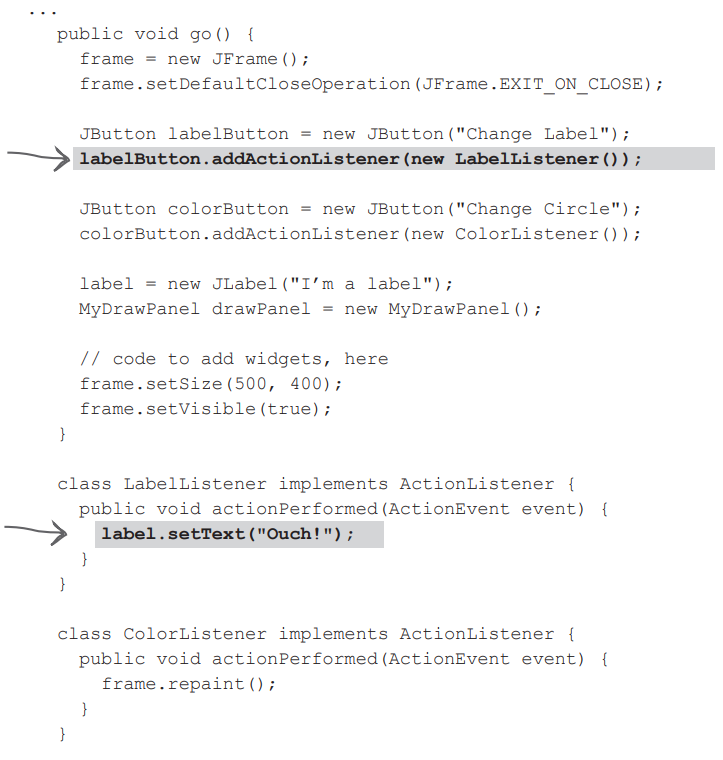 ...
public void go() {
frame = new JFrame();
frame.setDefaultCloseOperation(JFrame.EXIT_ON_CLOSE);
JButton labelButton = new JButton("Change Label");
labelButton.addActionListener(new LabelListener());
JButton colorButton = new JButton("Change Circle");
colorButton.addActionListener(new ColorListener());
label = new JLabel("I’m a label");
MyDrawPanel drawPanel = new MyDrawPanel();
// code to add widgets, here
frame.setSize(500, 400);
frame.setVisible(true);
}
class LabelListener implements ActionListener {
public void actionPerformed(ActionEvent event) {
label.setText("Ouch!");
}
}
class ColorListener implements ActionListener {
public void actionPerformed(ActionEvent event) {
frame.repaint();
}
}